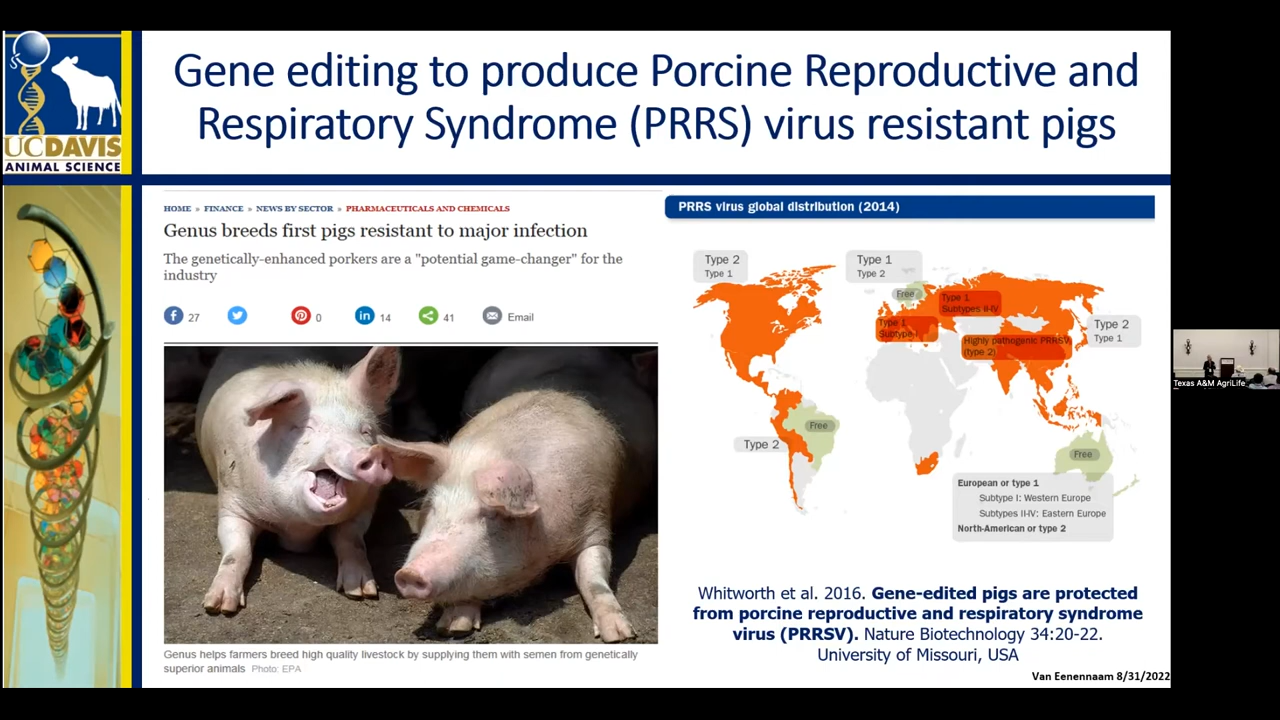 Gene editing to produce Porcine Reproductive and
Respiratory Syndrome (PRRS) virus resistant pigs
UCDAVIS
ANIMAL SCIENCE
HOME » FINANCE » NEWS BY SECTOR » PHARMACEUTICALS AND CHEMICALS
Genus breeds first pigs resistant to major infection
The genetically-enhanced porkers are a "potential game-changer" for the
industry
27 0 14 41 Email
Genus helps farmers breed high quality livestock by supplying them with semen from genetically
superior animals Photo: EPA
PRRS virus global distribution (2014)
Type 2
Type 1
Type 1
Type 2
Free
Type 1
Subtypes II-IV
Type 1
Subtype I
Highly pathogenic PRRSV
(type 2)
Type 2
Type 1
Free
Type 2
Free
European or type 1
Subtype I: Western Europe
Subtypes II-IV: Eastern Europe
North-American or type 2
Whitworth et al. 2016. Gene-edited pigs are protected
from porcine reproductive and respiratory syndrome
virus (PRRSV). Nature Biotechnology 34:20-22.
University of Missouri, USA
Van Eenennaam 8/31/2022
Texas A&M AgriLife